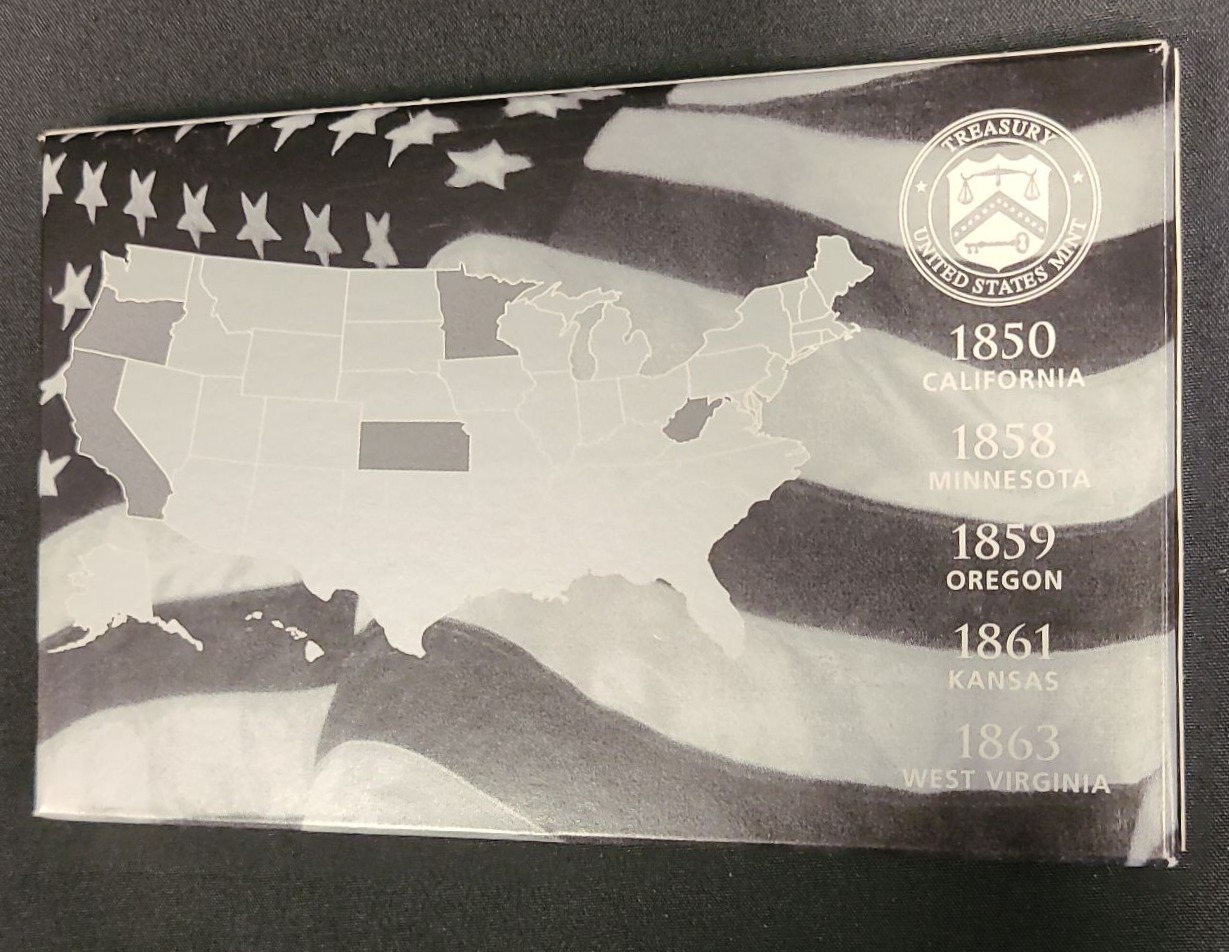 TREASURY
UNITED STATES MINT
1850
CALIFORNIA
1858
MINNESOTA
1859
OREGON
1861
KANSAS
1863
WEST VIRGINIA